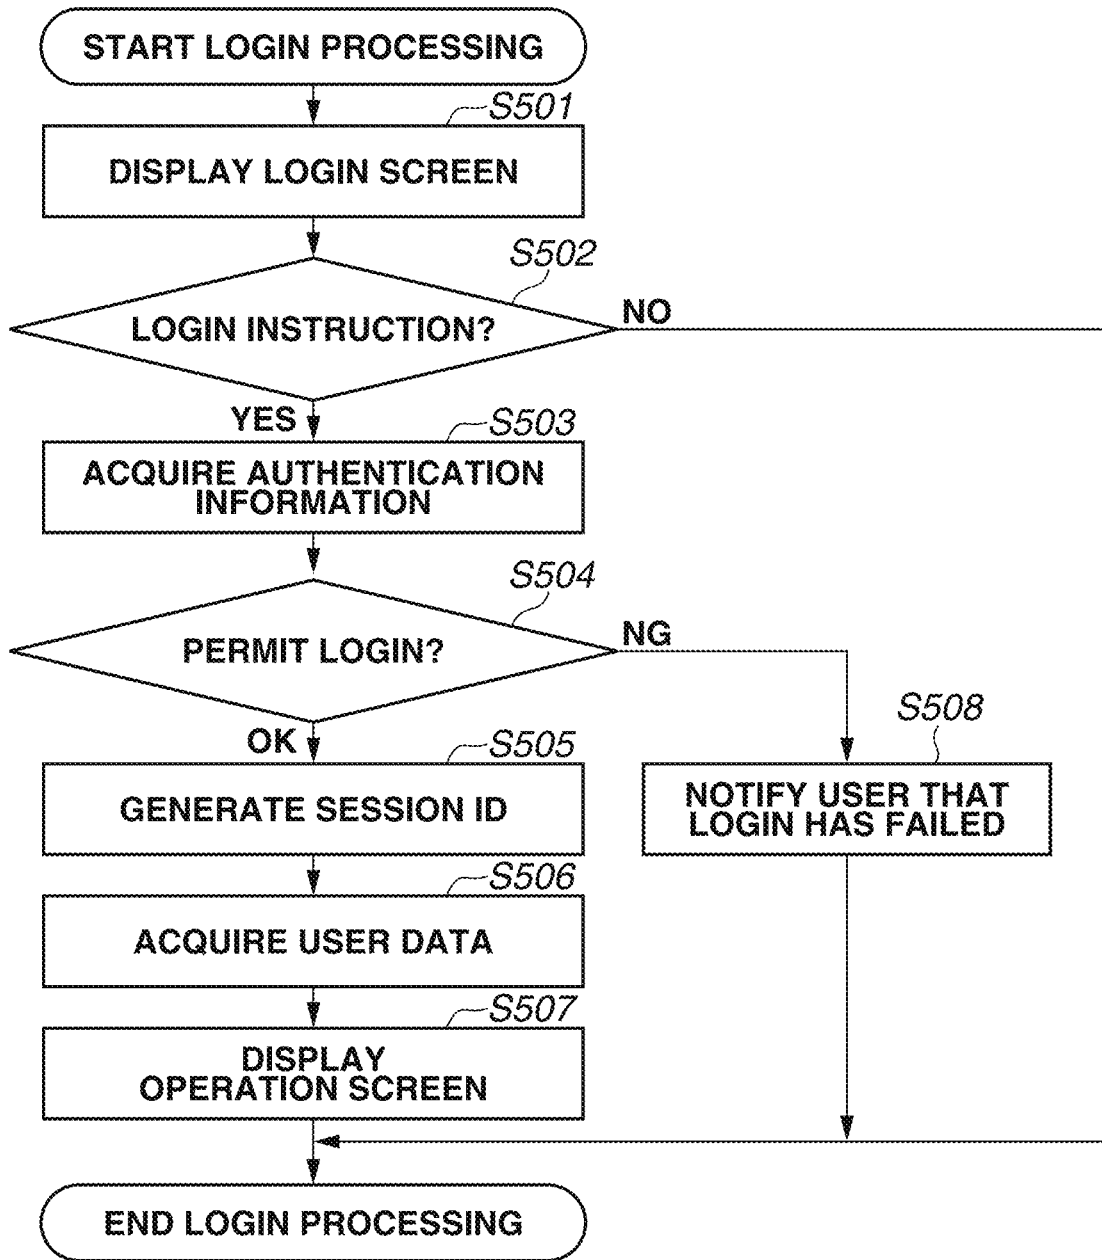 START LOGIN PROCESSING
S501
DISPLAY LOGIN SCREEN
S502
LOGIN INSTRUCTION?
NO
YES
S503
ACQUIRE AUTHENTICATION
INFORMATION
S504
PERMIT LOGIN?
NG
OK
S505
GENERATE SESSION ID
S508
NOTIFY USER THAT
LOGIN HAS FAILED
S506
ACQUIRE USER DATA
S507
DISPLAY
OPERATION SCREEN
END LOGIN PROCESSING